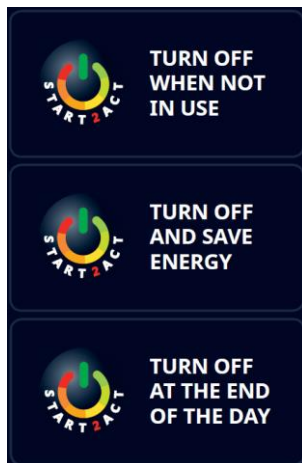 START2ACT
TURN OFF
WHEN NOT
IN USE
START2ACT
TURN OFF
AND SAVE
ENERGY
START2ACT
TURN OFF
AT THE END
OF THE DAY